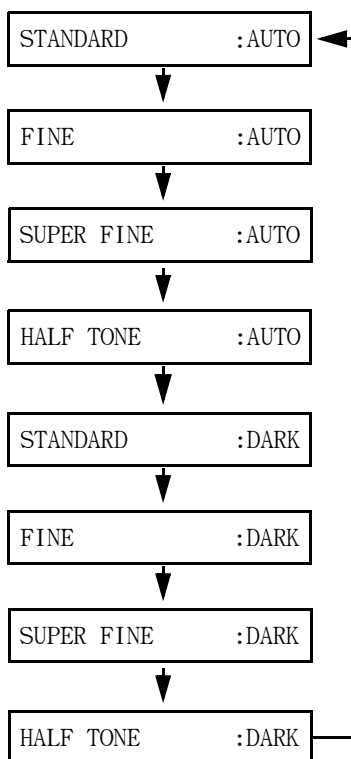 STANDARD :AUTO
FINE :AUTO
SUPER FINE :AUTO
HALF TONE :AUTO
STANDARD :DARK
FINE :DARK
SUPER FINE :DARK
HALF TONE :DARK